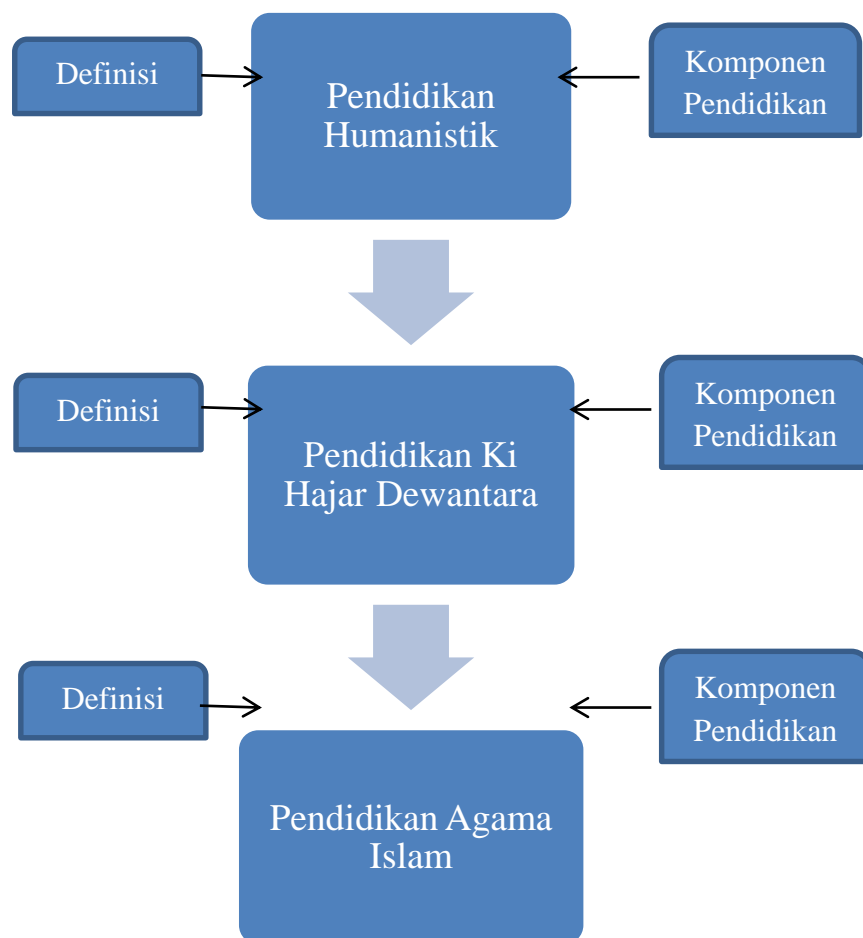 Definisi
Pendidikan
Humanistik
Komponen
Pendidikan
Definisi
Pendidikan Ki
Hajar Dewantara
Komponen
Pendidikan
Definisi
Pendidikan Agama
Islam
Komponen
Pendidikan